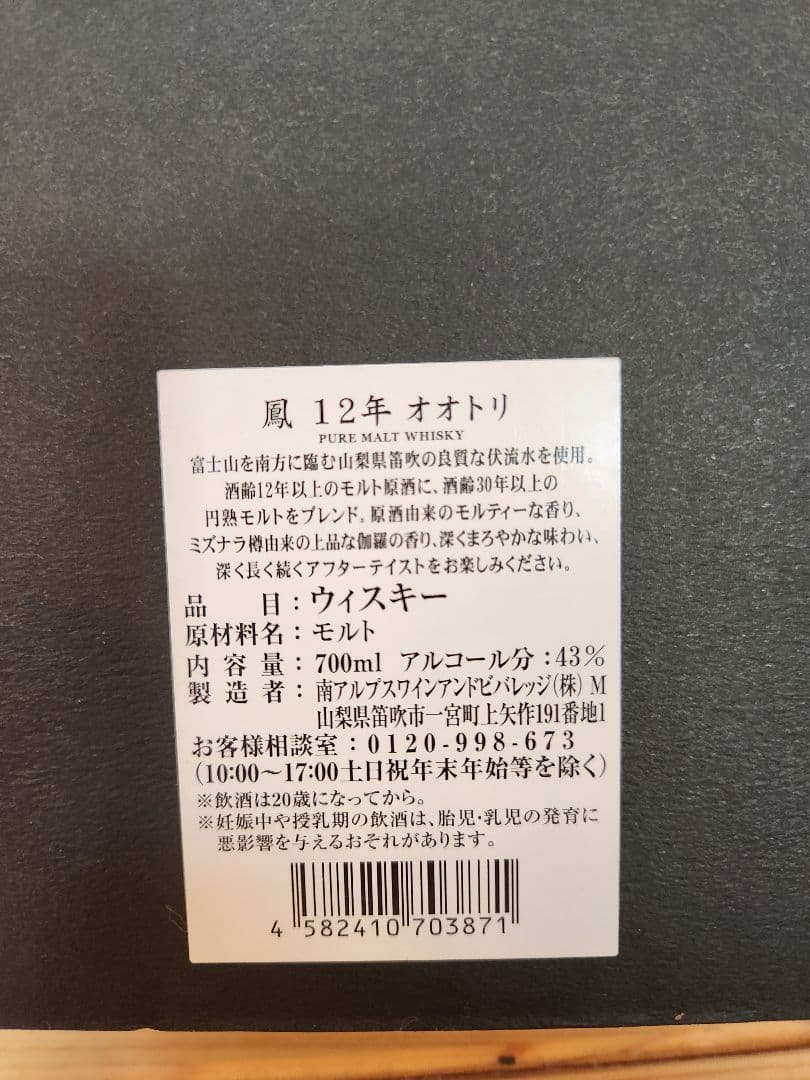 鳳 12年 オオトリ
PURE MALT WHISKY
富士山を南方に臨む山梨県笛吹の良質な伏流水を使用。
酒齢12年以上のモルト原酒に、酒齢30年以上の
円熟モルトをブレンド。原酒由来のモルティーな香り、
ミズナラ樽由来の上品な伽羅の香り、深くまろやかな味わい、
深く長く続くアフターテイストをお楽しみください。
品 目：ウィスキー
原材料名：モルト
内容量：700ml アルコール分：43%
製造者：南アルプスワインアンドビバレッジ(株) M
山梨県笛吹市一宮町上矢作191番地1
お客様相談室：0120-998-673
(10:00～17:00土日祝年末年始等を除く)
※飲酒は20歳になってから。
※妊娠中や授乳期の飲酒は、胎児・乳児の発育に
悪影響を与えるおそれがあります。
4 582410 703871